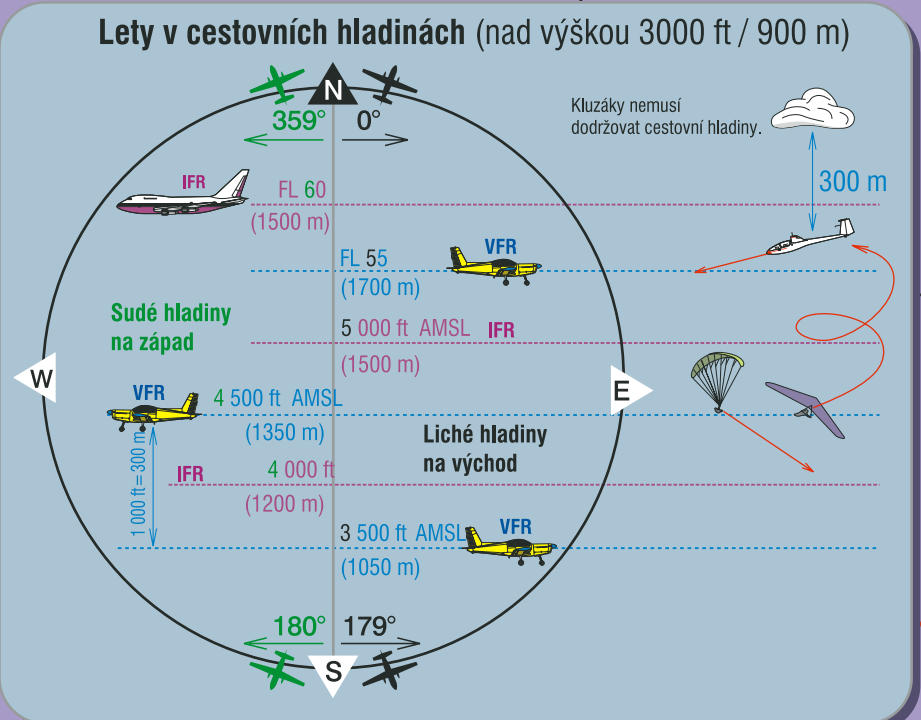 Lety v cestovních hladinách (nad výškou 3000 ft / 900 m)
N
359° 0°
Kluzáky nemusí
dodržovat cestovní hladiny.
300 m
IFR
FL 60
(1500 m)
VFR
FL 55
(1700 m)
Sudé hladiny
na západ
5 000 ft AMSL IFR
(1500 m)
W
E
VFR
4 500 ft AMSL
(1350 m)
Liché hladiny
na východ
1 000 ft = 300 m
IFR
4 000 ft
(1200 m)
3 500 ft AMSL
VFR
(1050 m)
180° 179°
S